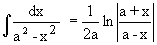 ∫ dx / (a² - x²) = 1/(2a) ln |(a + x) / (a - x)|